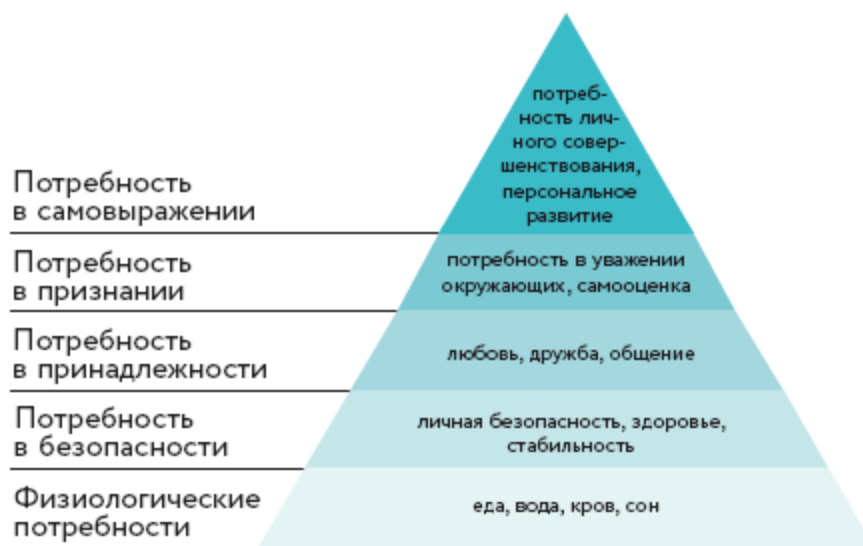 потреб-
ность лич-
ного совер-
шенствования,
персональное
развитие
Потребность
в самовыражении
потребность в уважении
окружающих, самооценка
Потребность
в признании
любовь, дружба, общение
Потребность
в принадлежности
личная безопасность, здоровье,
стабильность
Потребность
в безопасности
еда, вода, кров, сон
Физиологические
потребности